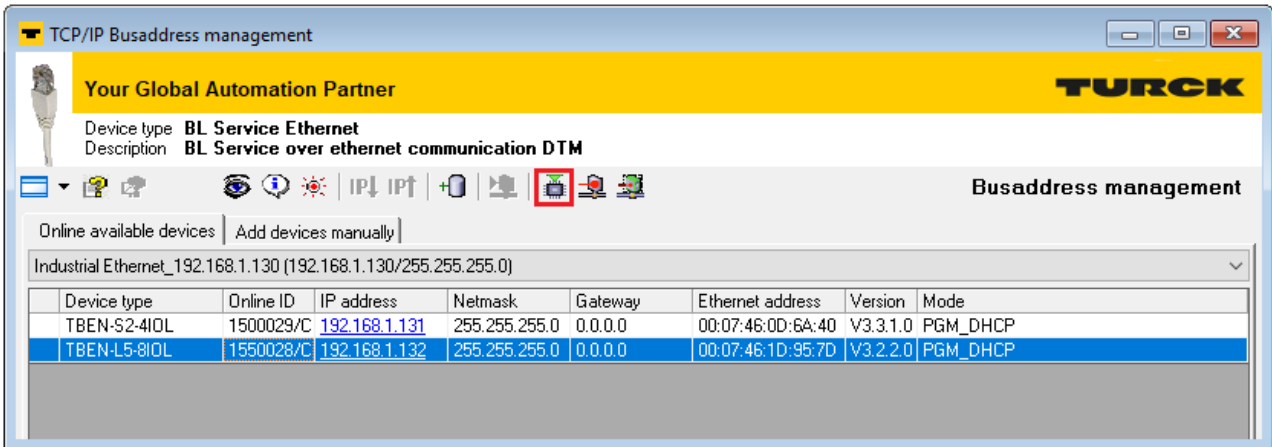 TCP/IP Busaddress management
Your Global Automation Partner
TURCK
Device type BL Service Ethernet
Description BL Service over ethernet communication DTM
IP IP
Busaddress management
Online available devices Add devices manually
Industrial Ethernet_192.168.1.130 (192.168.1.130/255.255.255.0)
Device type Online ID IP address Netmask Gateway Ethernet address Version Mode
TBEN-S2-4IOL 1500029/C 192.168.1.131 255.255.255.0 0.0.0.0 00:07:46:0D:6A:40 V3.3.1.0 PGM_DHCP
TBEN-L5-8IOL 1550028/C 192.168.1.132 255.255.255.0 0.0.0.0 00:07:46:1D:95:7D V3.2.2.0 PGM_DHCP